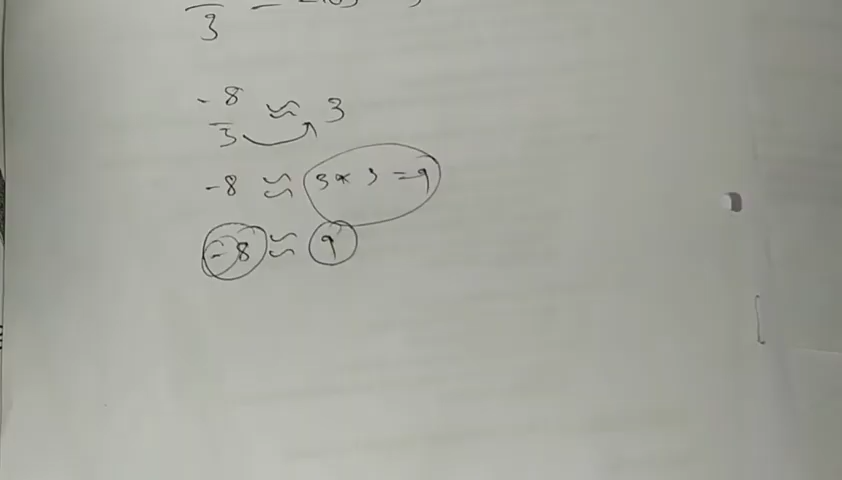 3 =
-8/3 ≈ 3
-8 ≈ 3 * 3 = 9
-8 ≈ 9